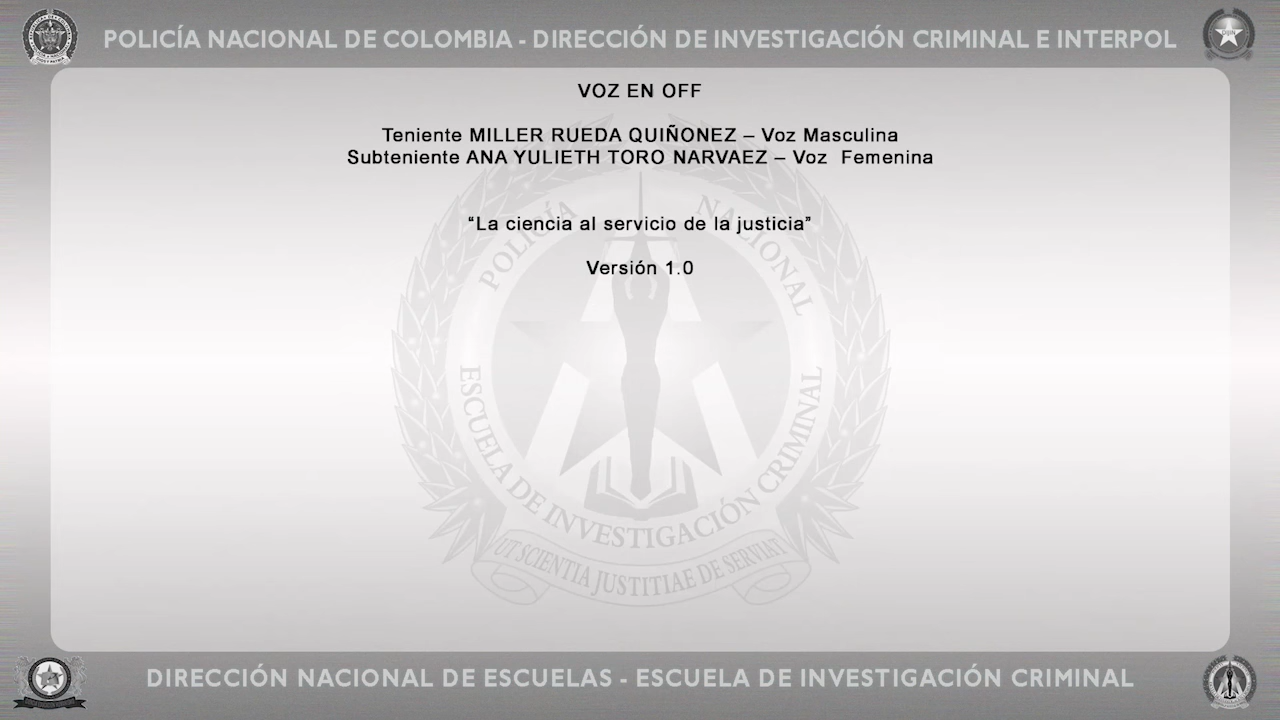 POLICÍA NACIONAL DE COLOMBIA - DIRECCIÓN DE INVESTIGACIÓN CRIMINAL E INTERPOL
VOZ EN OFF
Teniente MILLER RUEDA QUIÑONEZ – Voz Masculina
Subteniente ANA YULIETH TORO NARVAEZ – Voz Femenina
“La ciencia al servicio de la justicia”
Versión 1.0
POLICÍA NACIONAL
ESCUELA DE INVESTIGACIÓN CRIMINAL
UT SCIENTIA JUSTITIAE DE SERVIAT
DIRECCIÓN NACIONAL DE ESCUELAS - ESCUELA DE INVESTIGACIÓN CRIMINAL